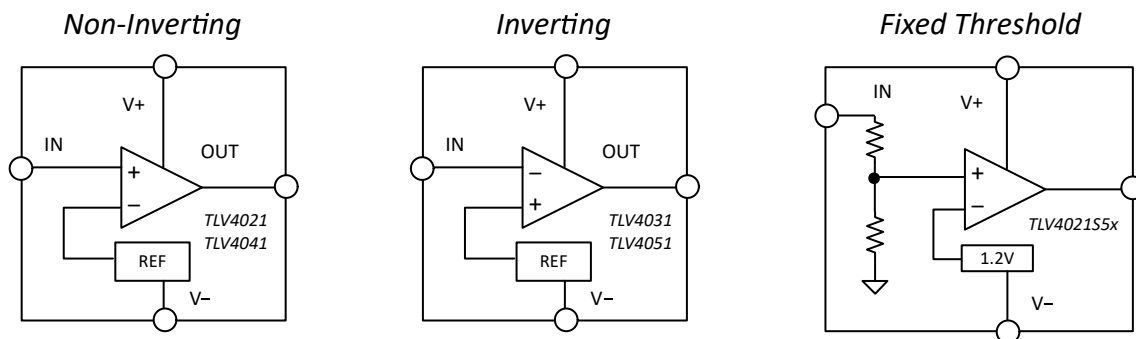 Non-Inverting
V+
IN
OUT
+
−
TLV4021
TLV4041
REF
V−
Inverting
V+
IN
OUT
−
+
TLV4031
TLV4051
REF
V−
Fixed Threshold
IN
V+
+
−
TLV4021S5x
1.2V
V−